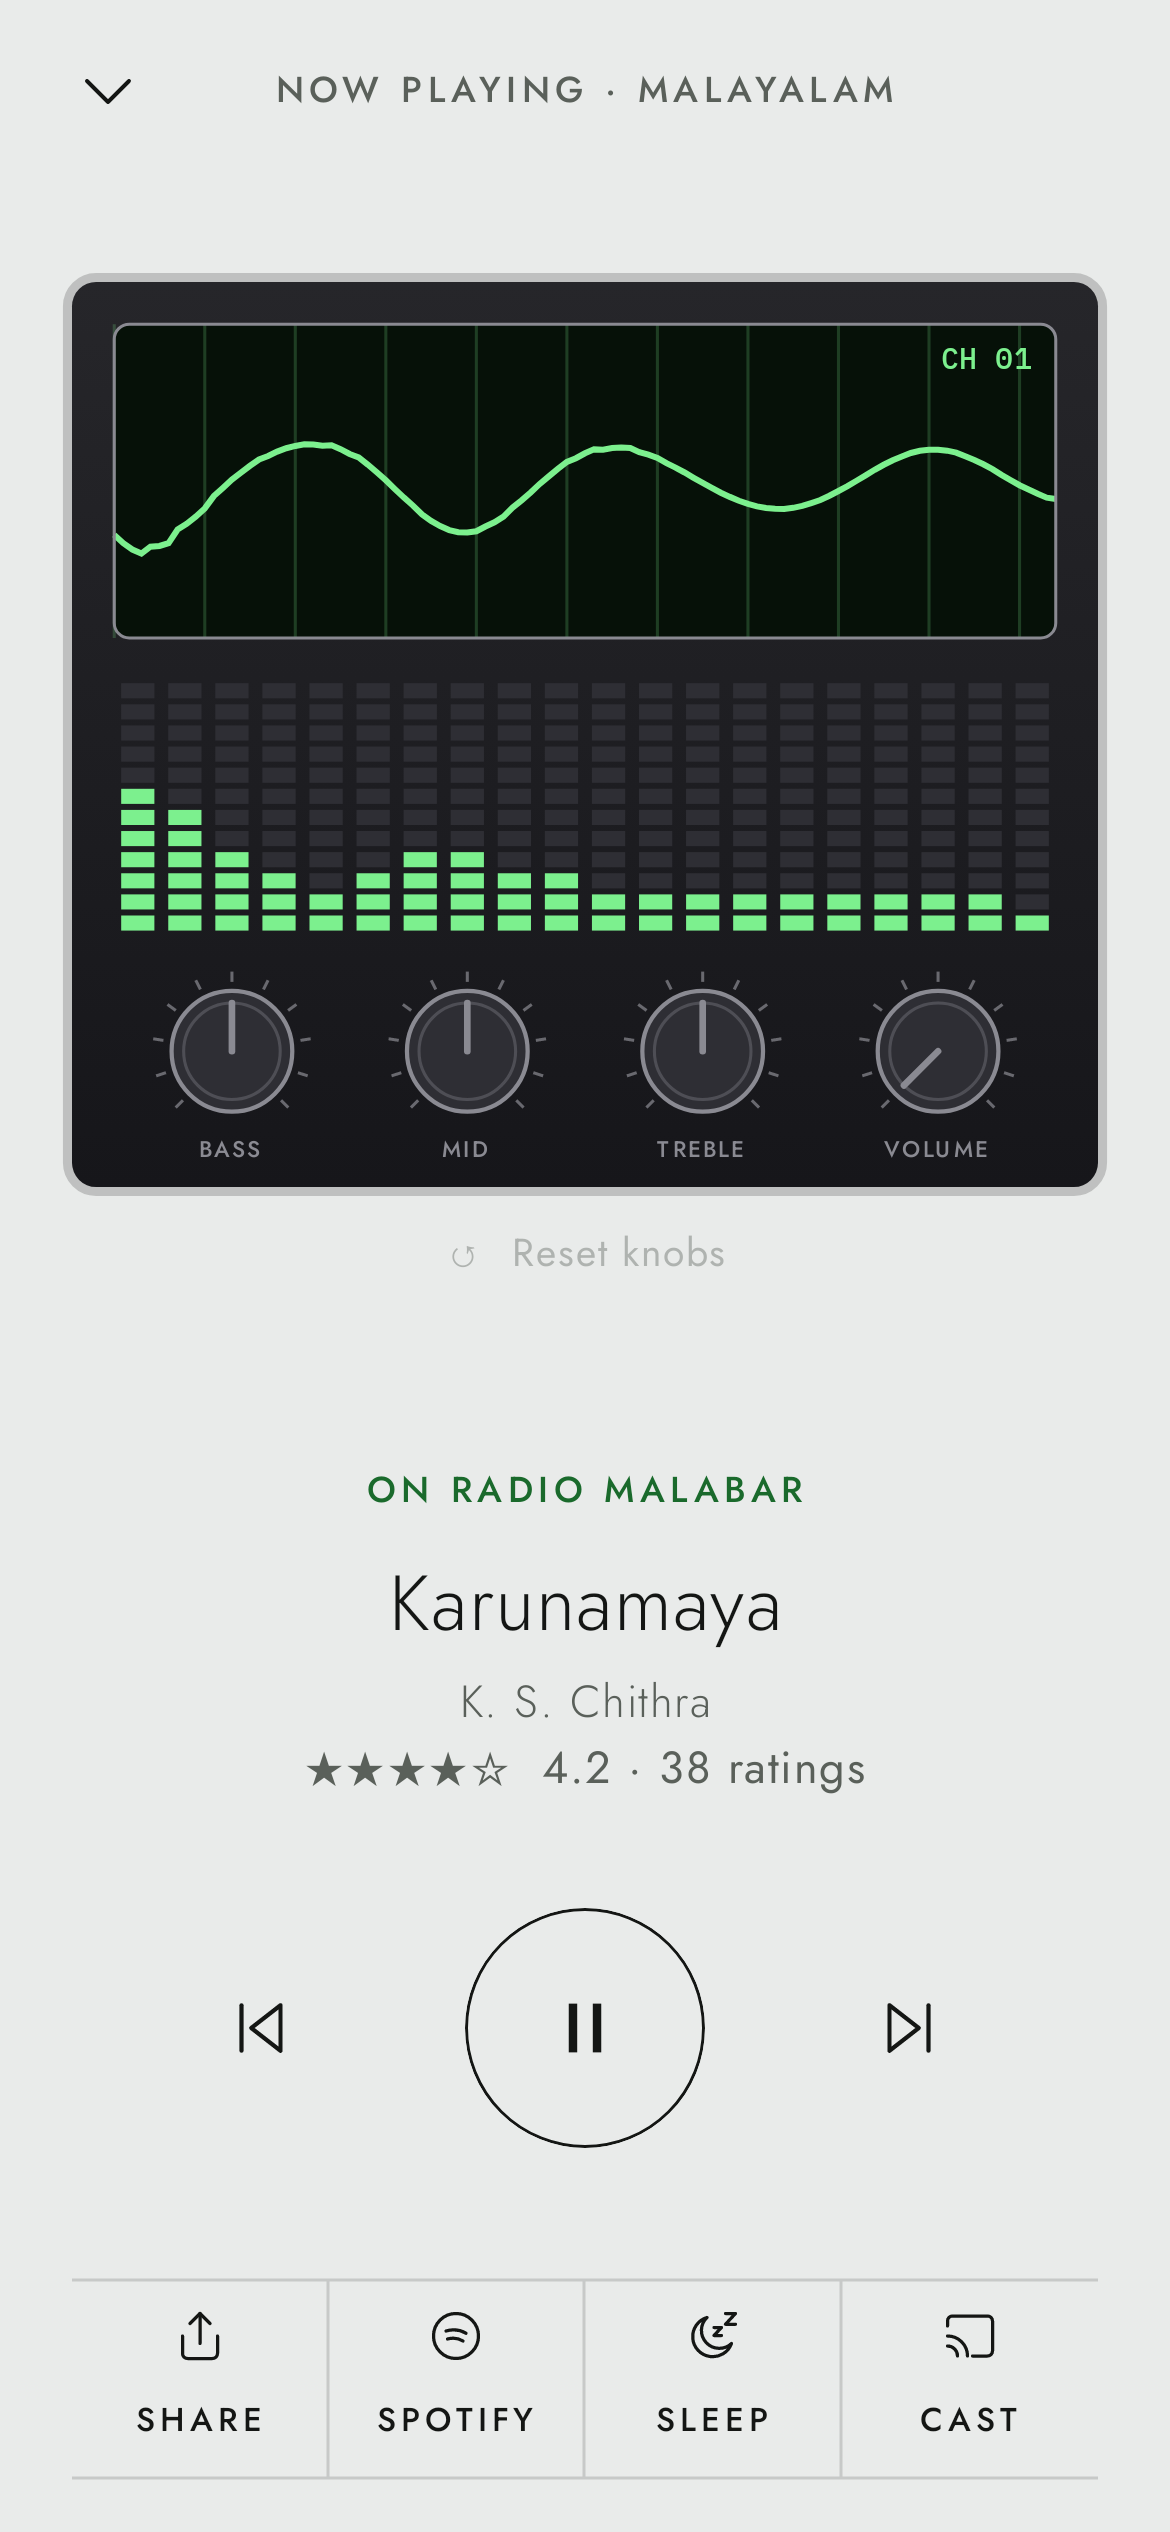 NOW PLAYING · MALAYALAM
CH 01
BASS MID TREBLE VOLUME
Reset knobs
ON RADIO MALABAR
Karunamaya
K. S. Chithra
★★★★☆ 4.2 · 38 ratings
SHARE SPOTIFY SLEEP CAST